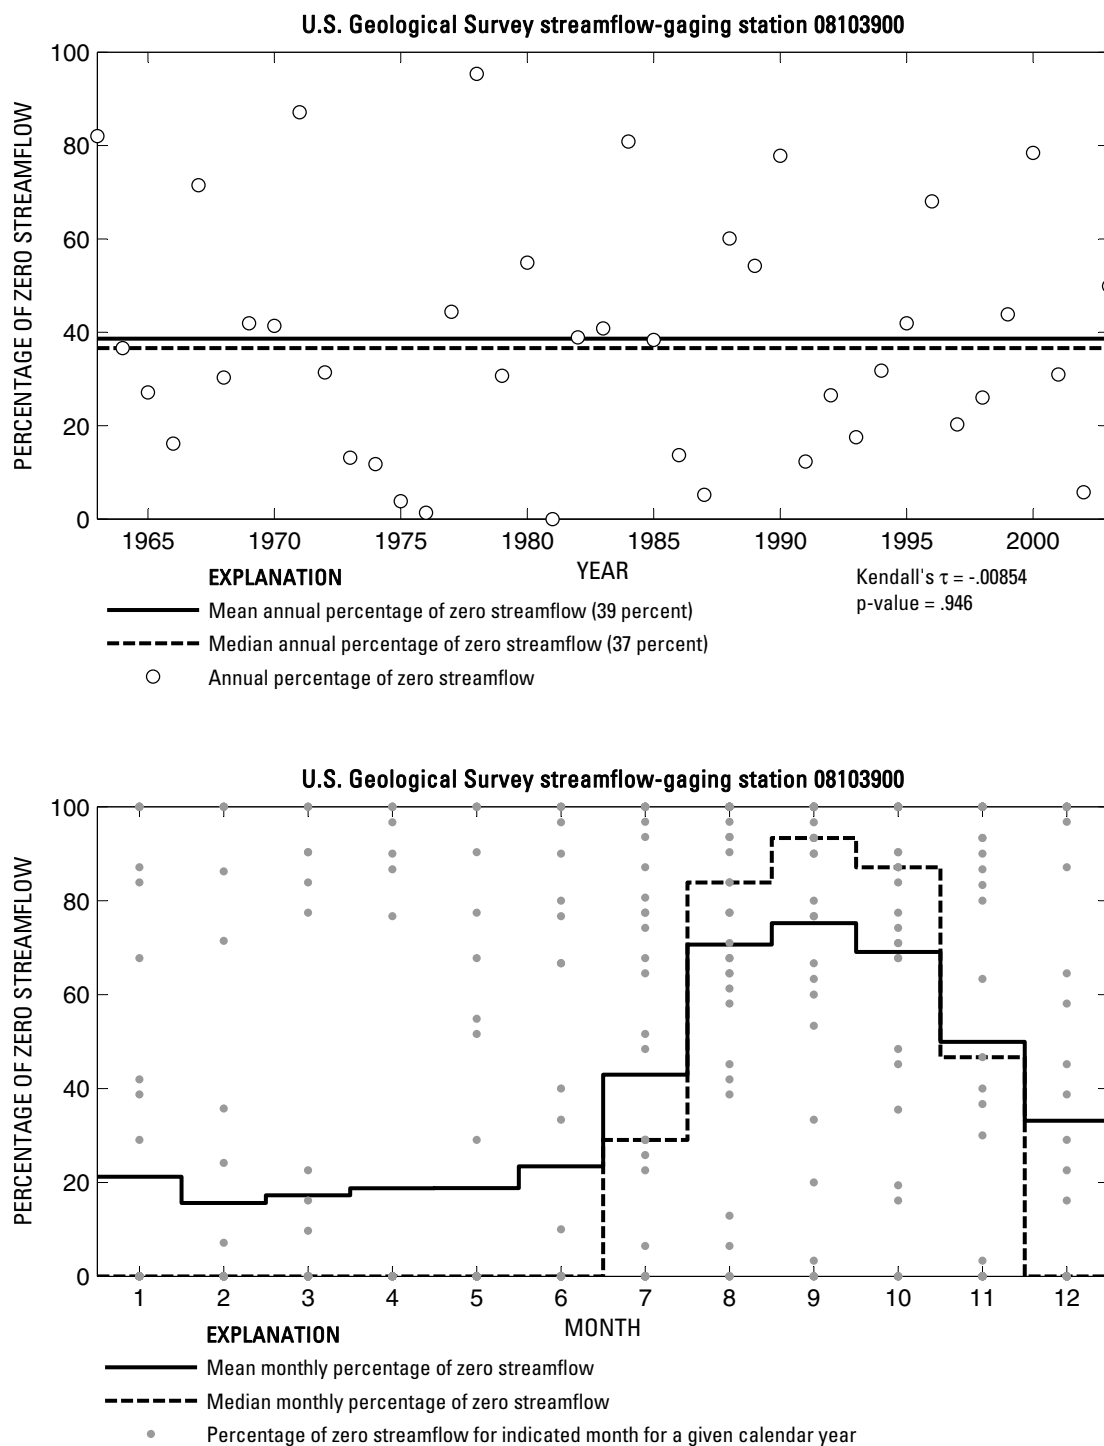 U.S. Geological Survey streamflow-gaging station 08103900
PERCENTAGE OF ZERO STREAMFLOW
100
80
60
40
20
0
1965 1970 1975 1980 1985 1990 1995 2000
YEAR
Kendall's τ = -.00854
p-value = .946
EXPLANATION
Mean annual percentage of zero streamflow (39 percent)
Median annual percentage of zero streamflow (37 percent)
Annual percentage of zero streamflow
U.S. Geological Survey streamflow-gaging station 08103900
PERCENTAGE OF ZERO STREAMFLOW
100
80
60
40
20
0
1 2 3 4 5 6 7 8 9 10 11 12
MONTH
EXPLANATION
Mean monthly percentage of zero streamflow
Median monthly percentage of zero streamflow
Percentage of zero streamflow for indicated month for a given calendar year